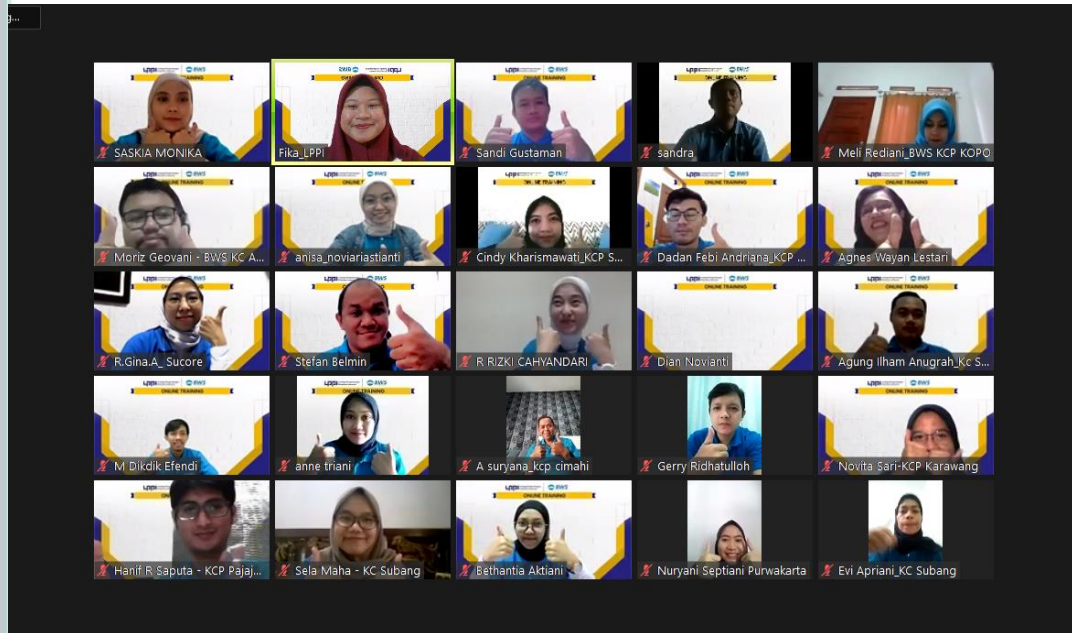 g...
LPPI BWS
ONLINE TRAINING
SASKIA MONIKA
Fika_LPPI
Sandi Gustaman
sandra
Meli Rediani_BWS KCP KOPO
Moriz Geovani - BWS KC A...
anisa_noviariastianti
Cindy Kharismawati_KCP S...
Dadan Febi Andriana_KCP ...
Agnes Wayan Lestari
R.Gina.A_ Sucore
Stefan Belmin
R RIZKI CAHYANDARI
Dian Novianti
Agung Ilham Anugrah_Kc S...
M Dikdik Efendi
anne triani
A suryana_kcp cimahi
Gerry Ridhatulloh
Novita Sari-KCP Karawang
Hanif R Saputa - KCP Pajaj...
Sela Maha - KC Subang
Bethantia Aktiani
Nuryani Septiani Purwakarta
Evi Apriani_KC Subang